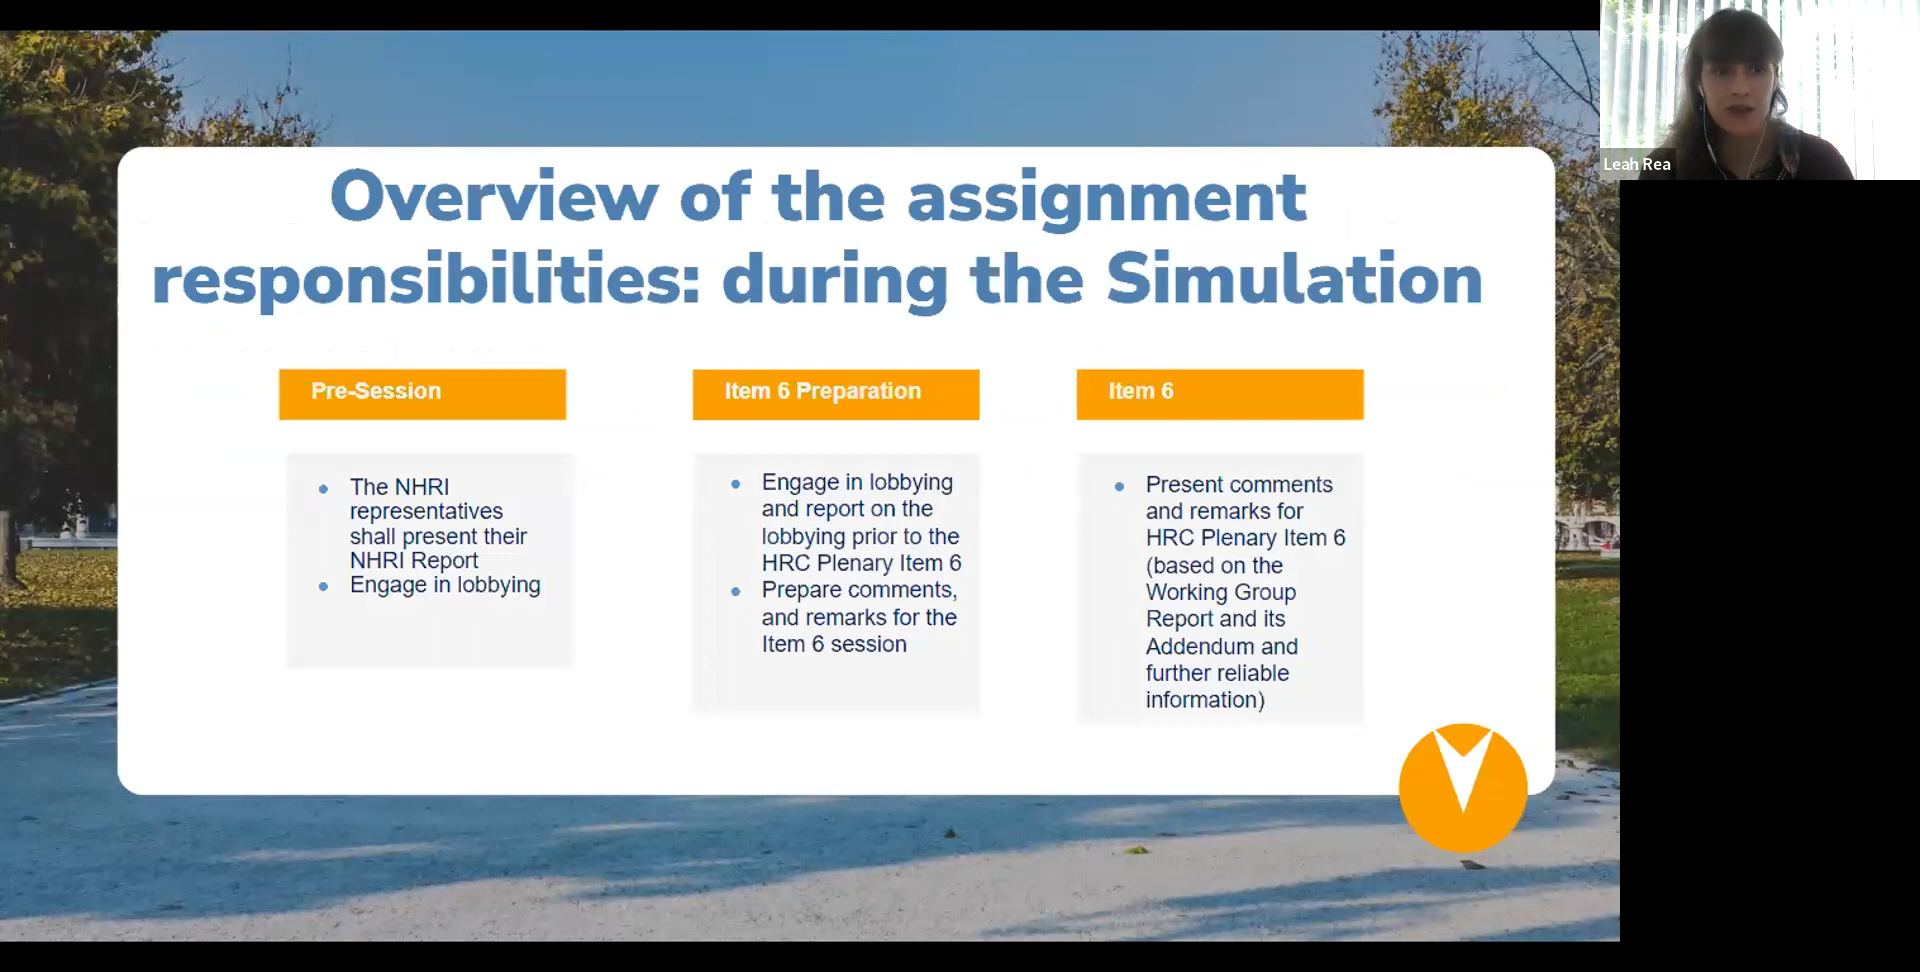 Overview of the assignment
responsibilities: during the Simulation
Pre-Session
The NHRI
representatives
shall present their
NHRI Report
Engage in lobbying
Item 6 Preparation
Engage in lobbying
and report on the
lobbying prior to the
HRC Plenary Item 6
Prepare comments,
and remarks for the
Item 6 session
Item 6
Present comments
and remarks for
HRC Plenary Item 6
(based on the
Working Group
Report and its
Addendum and
further reliable
information)
Leah Rea